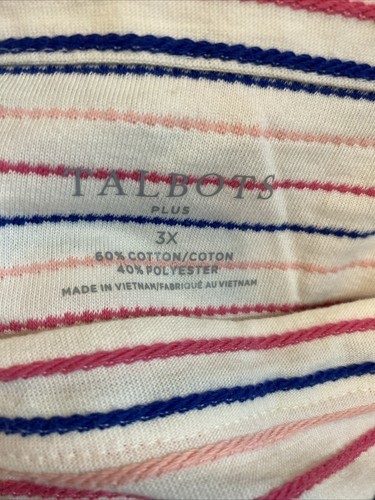 TALBOTS
PLUS
3X
60% COTTON/COTON
40% POLYESTER
MADE IN VIETNAM/FABRIQUÉ AU VIETNAM